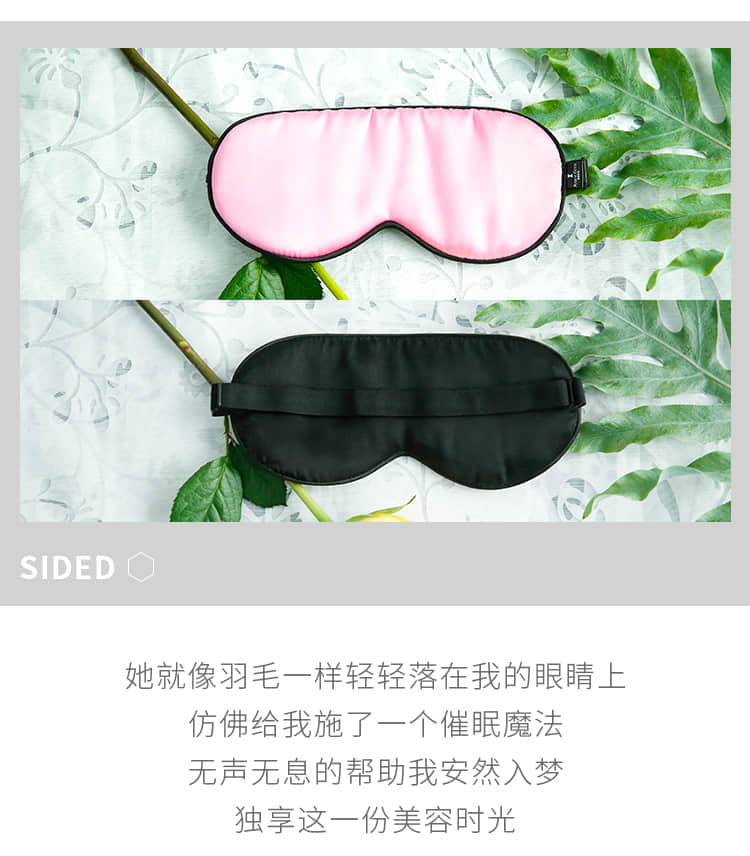 SIDED
她就像羽毛一样轻轻落在我的眼睛上
仿佛给我施了一个催眠魔法
无声无息的帮助我安然入梦
独享这一份美容时光